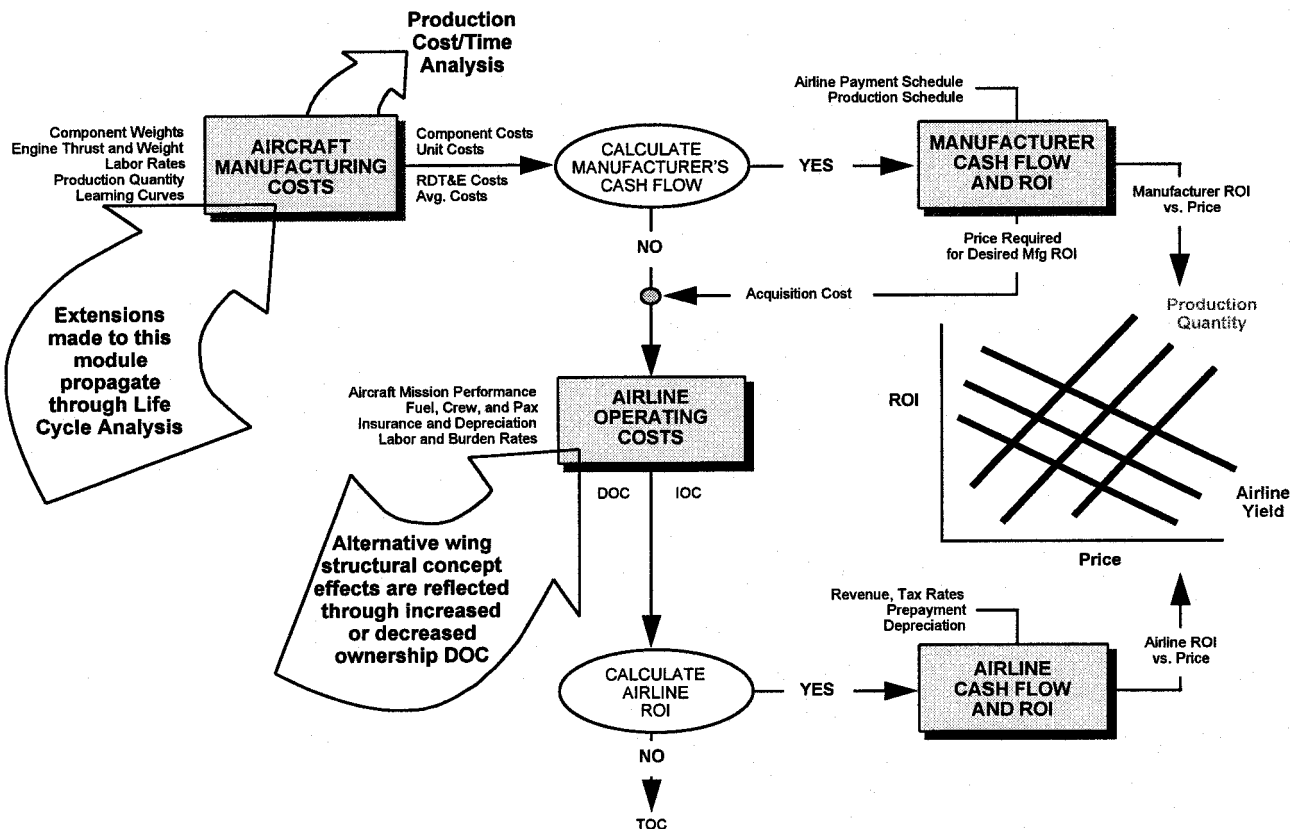 Production
Cost/Time
Analysis
Component Weights
Engine Thrust and Weight
Labor Rates
Production Quantity
Learning Curves
AIRCRAFT
MANUFACTURING
COSTS
Component Costs
Unit Costs
RDT&E Costs
Avg. Costs
CALCULATE
MANUFACTURER'S
CASH FLOW
YES
NO
Airline Payment Schedule
Production Schedule
MANUFACTURER
CASH FLOW
AND ROI
Manufacturer ROI
vs. Price
Price Required
for Desired Mfg ROI
Acquisition Cost
Extensions
made to this
module
propagate
through Life
Cycle Analysis
Production
Quantity
ROI
Airline
Yield
Price
Aircraft Mission Performance
Fuel, Crew, and Pax
Insurance and Depreciation
Labor and Burden Rates
AIRLINE
OPERATING
COSTS
DOC
IOC
Alternative wing
structural concept
effects are reflected
through increased
or decreased
ownership DOC
CALCULATE
AIRLINE
ROI
YES
NO
TOC
Revenue, Tax Rates
Prepayment
Depreciation
AIRLINE
CASH FLOW
AND ROI
Airline ROI
vs. Price